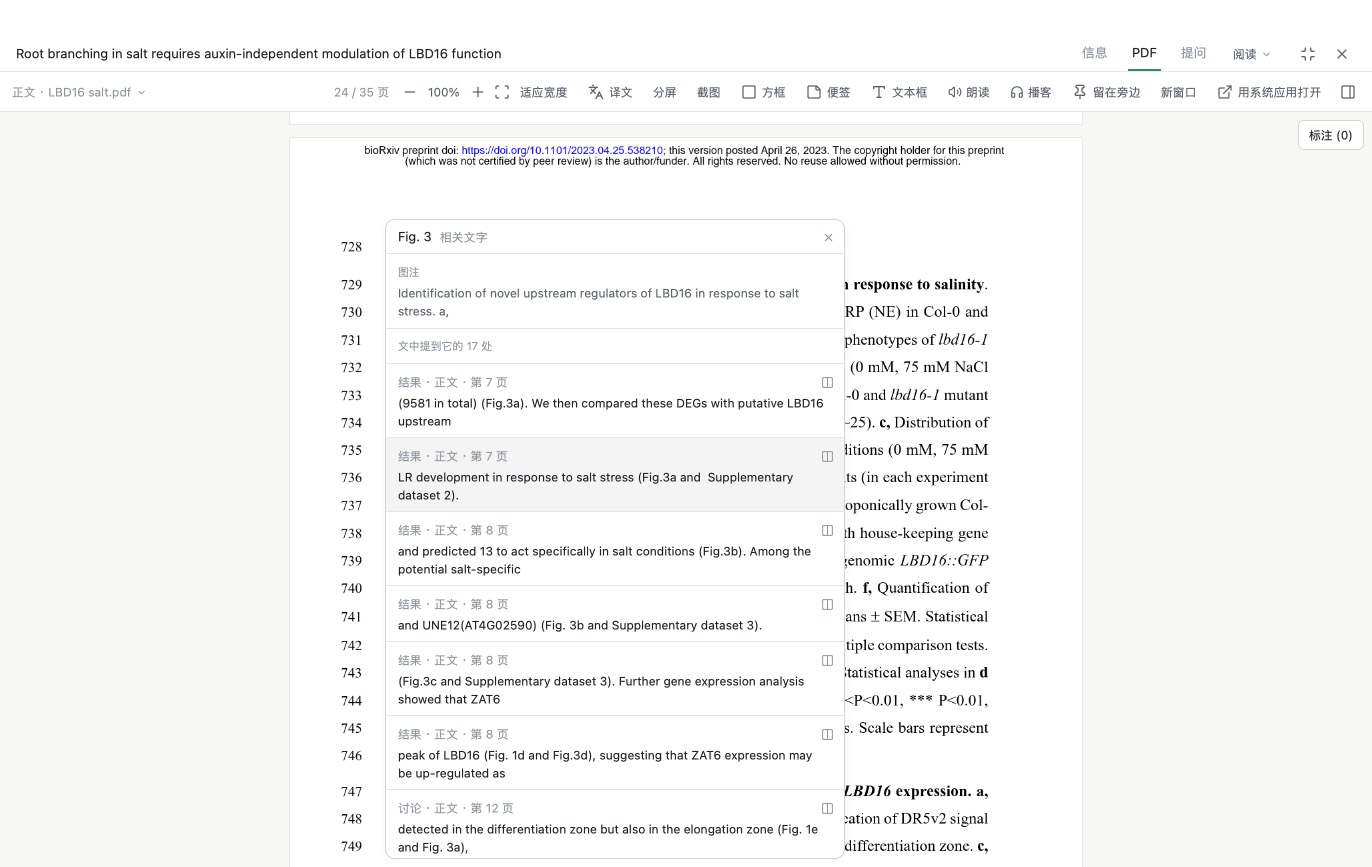 Root branching in salt requires auxin-independent modulation of LBD16 function
信息 PDF 提问 阅读
正文 · LBD16 salt.pdf 24 / 35 页 — 100% + 适应宽度 译文 分屏 截图 方框 便签 文本框 朗读 播客 留在旁边 新窗口 用系统应用打开
标注 (0)
bioRxiv preprint doi: https://doi.org/10.1101/2023.04.25.538210; this version posted April 26, 2023. The copyright holder for this preprint
(which was not certified by peer review) is the author/funder. All rights reserved. No reuse allowed without permission.
Fig. 3 相关文字
图注
Identification of novel upstream regulators of LBD16 in response to salt
stress. a,
文中提到它的 17 处
结果 · 正文 · 第 7 页
(9581 in total) (Fig.3a). We then compared these DEGs with putative LBD16
upstream
结果 · 正文 · 第 7 页
LR development in response to salt stress (Fig.3a and Supplementary
dataset 2).
结果 · 正文 · 第 8 页
and predicted 13 to act specifically in salt conditions (Fig.3b). Among the
potential salt-specific
结果 · 正文 · 第 8 页
and UNE12(AT4G02590) (Fig. 3b and Supplementary dataset 3).
结果 · 正文 · 第 8 页
(Fig.3c and Supplementary dataset 3). Further gene expression analysis
showed that ZAT6
结果 · 正文 · 第 8 页
peak of LBD16 (Fig. 1d and Fig.3d), suggesting that ZAT6 expression may
be up-regulated as
讨论 · 正文 · 第 12 页
detected in the differentiation zone but also in the elongation zone (Fig. 1e
and Fig. 3a),
728
729 response to salinity.
730 RP (NE) in Col-0 and
731 phenotypes of lbd16-1
732 (0 mM, 75 mM NaCl
733 -0 and lbd16-1 mutant
734 -25). c, Distribution of
735 ditions (0 mM, 75 mM
736 ts (in each experiment
737 oponically grown Col-
738 th house-keeping gene
739 genomic LBD16::GFP
740 h. f, Quantification of
741 ans ± SEM. Statistical
742 tiple comparison tests.
743 Statistical analyses in d
744 <P<0.01, *** P<0.01,
745 s. Scale bars represent
746
747 LBD16 expression. a,
748 cation of DR5v2 signal
749 differentiation zone. c,